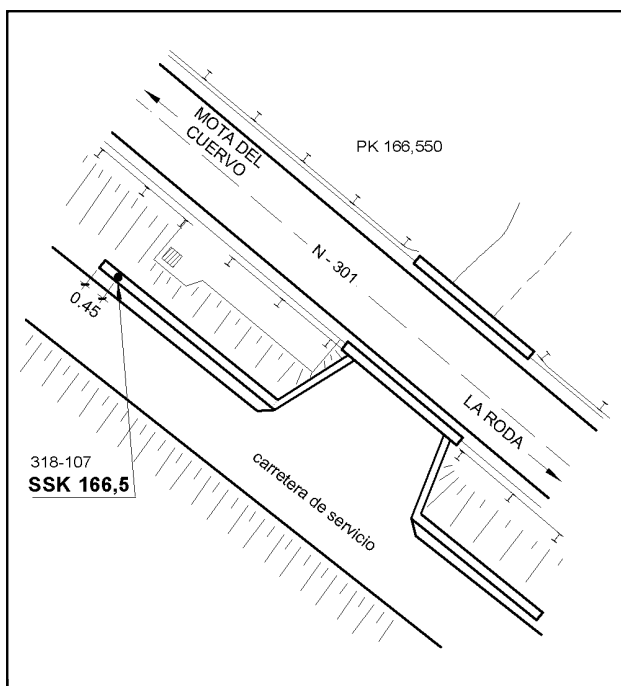 MOTA DEL
CUERVO
PK 166,550
N - 301
0.45
LA RODA
318-107
SSK 166,5
carretera de servicio